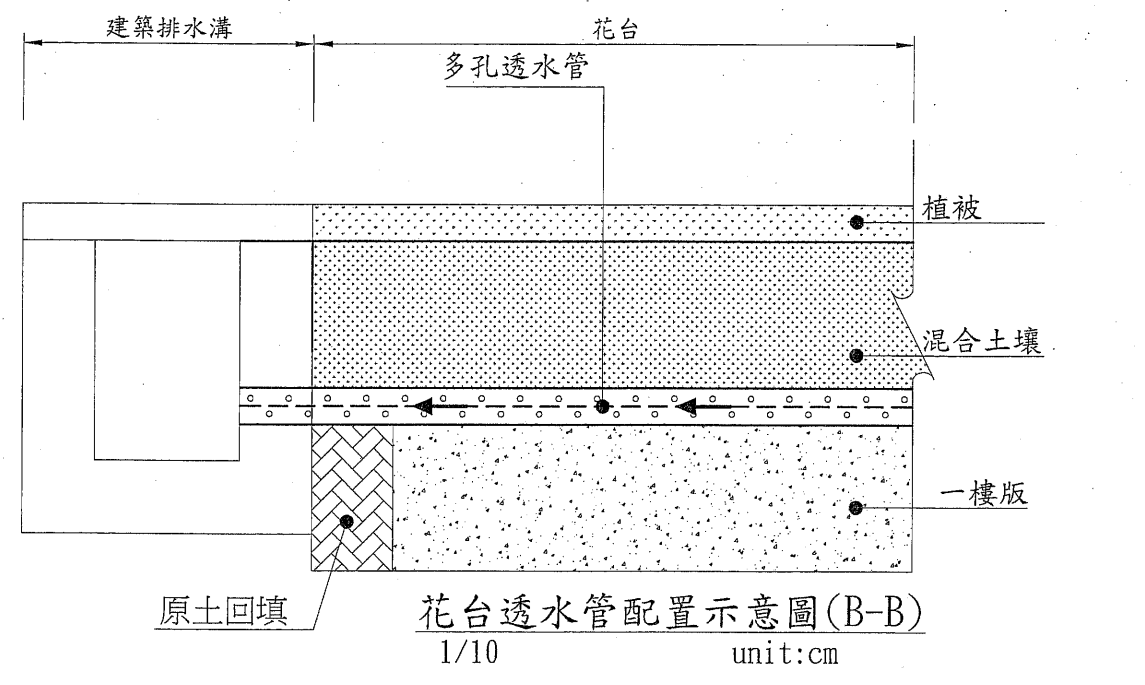 建築排水溝
花台
多孔透水管
植被
混合土壤
一樓版
原土回填
花台透水管配置示意圖(B-B)
1/10
unit:cm